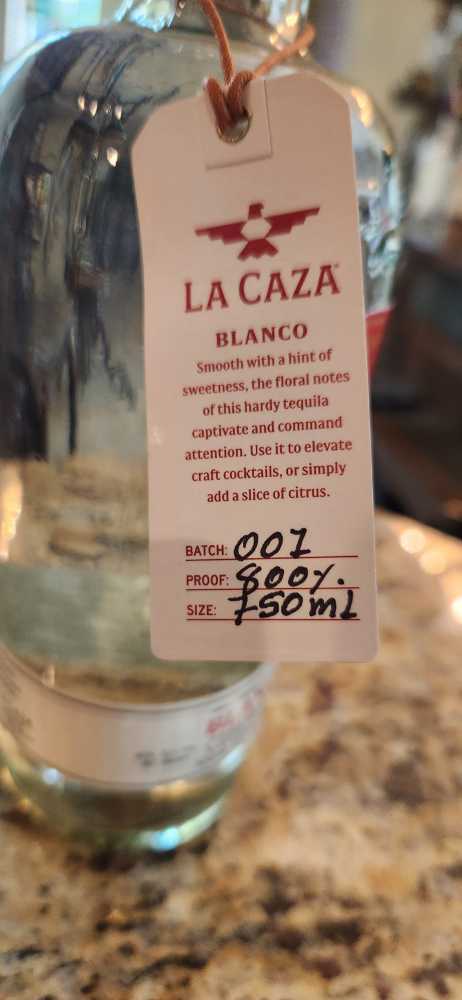 LA CAZA
BLANCO
Smooth with a hint of
sweetness, the floral notes
of this hardy tequila
captivate and command
attention. Use it to elevate
craft cocktails, or simply
add a slice of citrus.
BATCH: 001
PROOF: 800%.
SIZE: 750ml